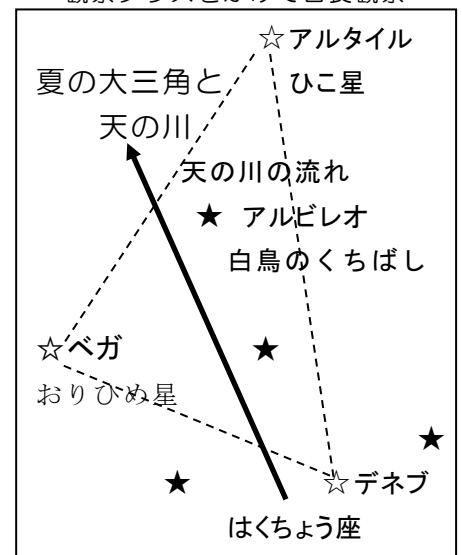 ☆アルタイル
夏の大三角と ひこ星
天の川
天の川の流れ
★ アルビレオ
白鳥のくちばし
☆ベガ
おりひめ星
☆デネブ
はくちょう座